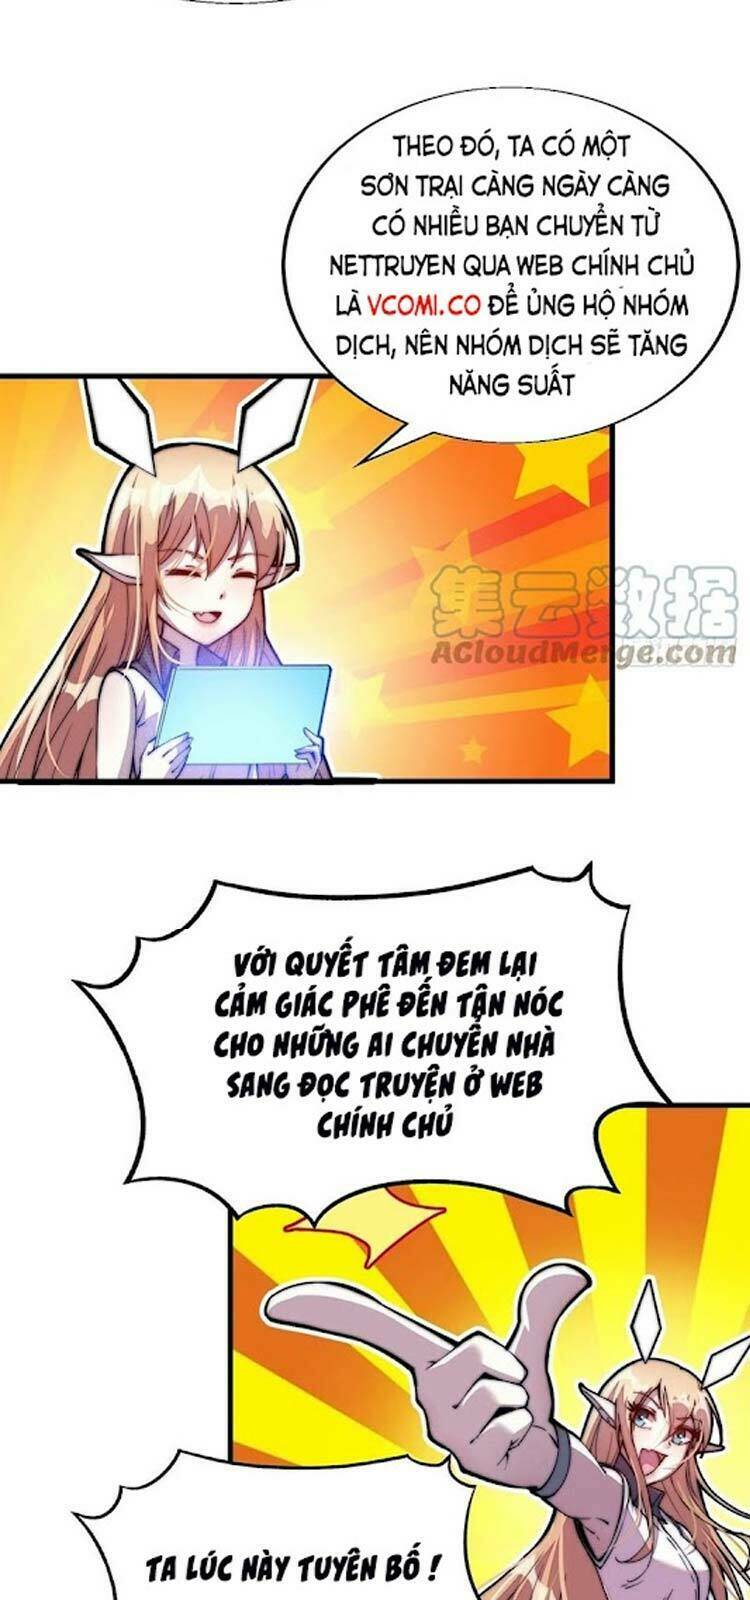 THEO ĐÓ, TA CÓ MỘT
SƠN TRẠI CÀNG NGÀY CÀNG
CÓ NHIỀU BẠN CHUYỂN TỪ
NETTRUYEN QUA WEB CHÍNH CHỦ
LÀ VCOMI.CO ĐỂ ỦNG HỘ NHÓM
DỊCH, NÊN NHÓM DỊCH SẼ TĂNG
NĂNG SUẤT
集云数据
ACloudMerge.com
VỚI QUYẾT TÂM ĐEM LẠI
CẢM GIÁC PHÊ ĐẾN TẬN NÓC
CHO NHỮNG AI CHUYỂN NHÀ
SANG ĐỌC TRUYỆN Ở WEB
CHÍNH CHỦ
TA LÚC NÀY TUYÊN BỐ !